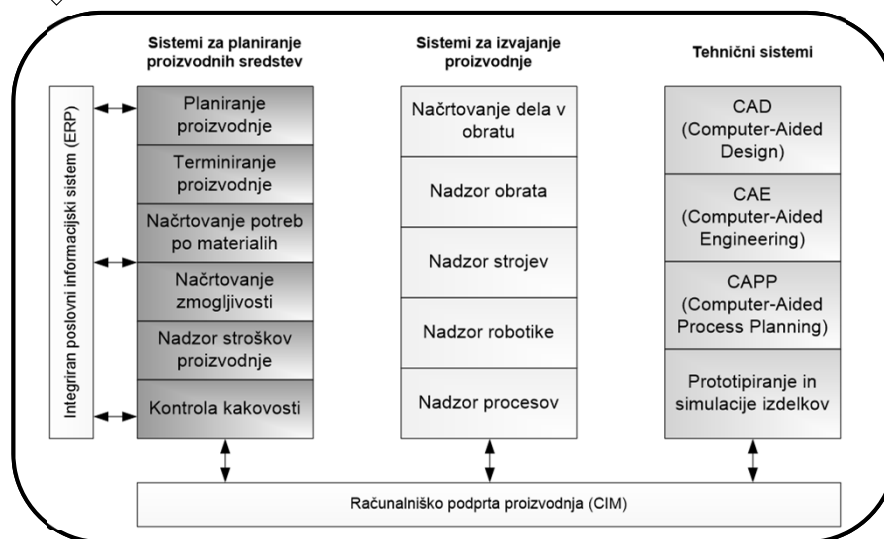 Sistemi za planiranje
proizvodnih sredstev
Sistemi za izvajanje
proizvodnje
Tehnični sistemi
Integriran poslovni informacijski sistem (ERP)
Planiranje
proizvodnje
Terminiranje
proizvodnje
Načrtovanje potreb
po materialih
Načrtovanje
zmogljivosti
Nadzor stroškov
proizvodnje
Kontrola kakovosti
Načrtovanje dela v
obratu
Nadzor obrata
Nadzor strojev
Nadzor robotike
Nadzor procesov
CAD
(Computer-Aided
Design)
CAE
(Computer-Aided
Engineering)
CAPP
(Computer-Aided
Process Planning)
Prototipiranje in
simulacije izdelkov
Računalniško podprta proizvodnja (CIM)